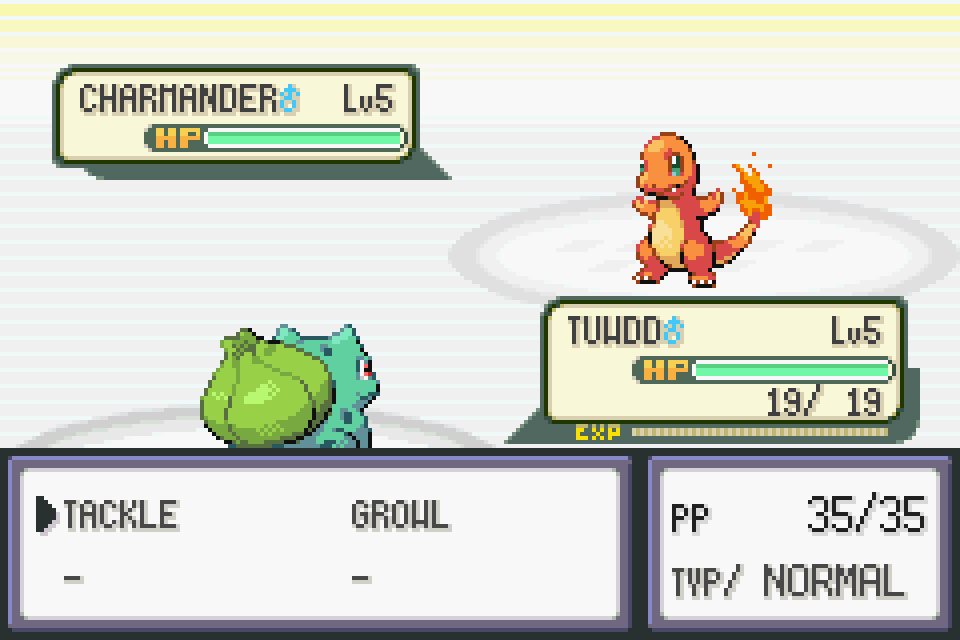 CHARMANDER♂ Lv5
HP
TUWDD♂ Lv5
HP
19/ 19
EXP
TACKLE GROWL
– –
PP 35/35
TYP/ NORMAL